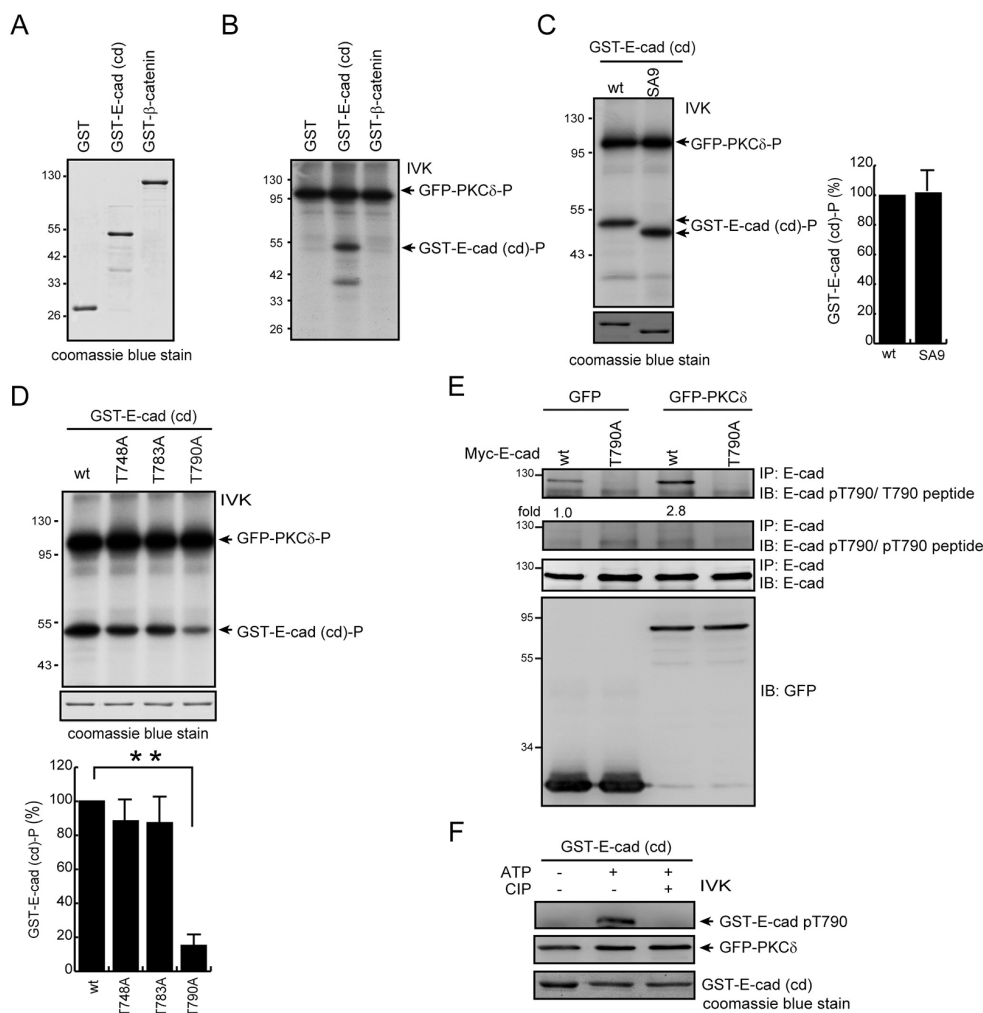 A
GST
GST-E-cad (cd)
GST-β-catenin
130
55
42
33
26
coomassie blue stain
B
GST
GST-E-cad (cd)
GST-β-catenin
IVK
130
95
55
42
33
26
GFP-PKCδ-P
GST-E-cad (cd)-P
C
GST-E-cad (cd)
wt
SA9
IVK
130
95
55
43
GFP-PKCδ-P
GST-E-cad (cd)-P
coomassie blue stain
GST-E-cad (cd)-P (%)
120
100
80
60
40
20
0
wt
SA9
D
GST-E-cad (cd)
wt
T748A
T783A
T790A
IVK
130
95
55
43
GFP-PKCδ-P
GST-E-cad (cd)-P
coomassie blue stain
**
GST-E-cad (cd)-P (%)
120
100
80
60
40
20
0
wt
T748A
T783A
T790A
E
GFP
GFP-PKCδ
Myc-E-cad
wt
T790A
wt
T790A
130
IP: E-cad
IB: E-cad pT790/ T790 peptide
fold 1.0 2.8
130
IP: E-cad
IB: E-cad pT790/ pT790 peptide
130
IP: E-cad
IB: E-cad
95
55
34
IB: GFP
F
GST-E-cad (cd)
ATP - + +
CIP - - +
IVK
GST-E-cad pT790
GFP-PKCδ
GST-E-cad (cd)
coomassie blue stain